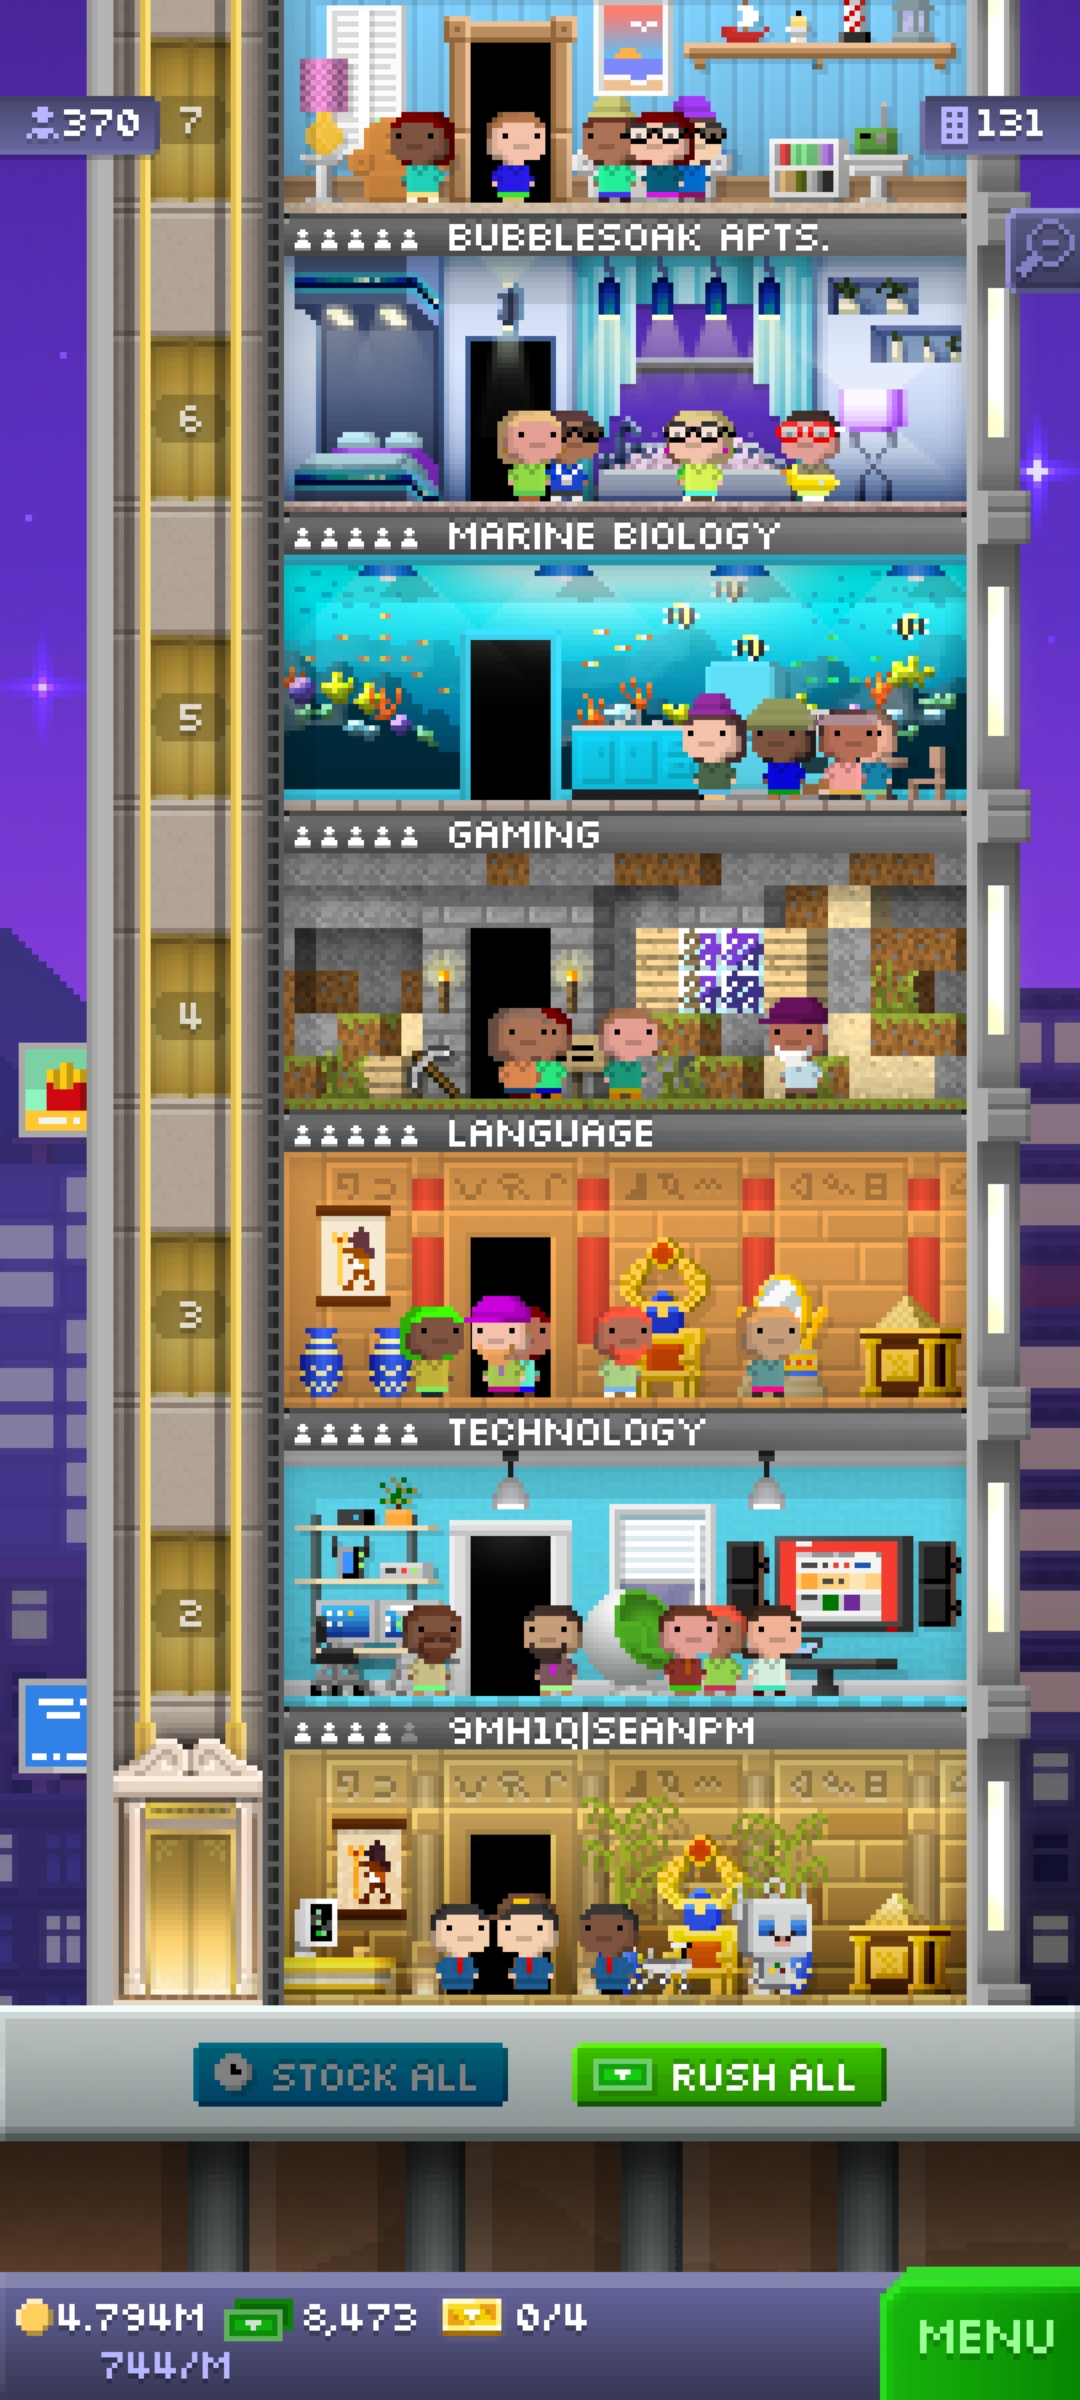 370
7
131
BUBBLESOAK APTS.
6
MARINE BIOLOGY
5
GAMING
4
LANGUAGE
3
TECHNOLOGY
2
9MH1Q|SEANPM
STOCK ALL
RUSH ALL
4.794M
8,473
0/4
744/M
MENU